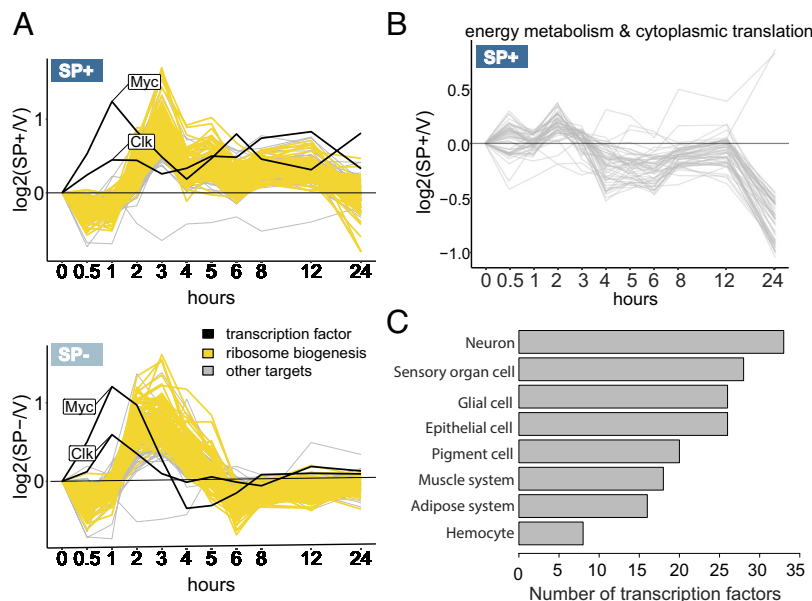 A
SP+
Myc
Clk
log2(SP+/V)
1
0
0 0.5 1 2 3 4 5 6 8 12 24
hours
SP-
transcription factor
ribosome biogenesis
other targets
Myc
Clk
log2(SP−/V)
1
0
0 0.5 1 2 3 4 5 6 8 12 24
hours
B
energy metabolism & cytoplasmic translation
SP+
log2(SP+/V)
0.5
0.0
−0.5
−1.0
0 0.5 1 2 3 4 5 6 8 12 24
hours
C
Neuron
Sensory organ cell
Glial cell
Epithelial cell
Pigment cell
Muscle system
Adipose system
Hemocyte
0 5 10 15 20 25 30 35
Number of transcription factors